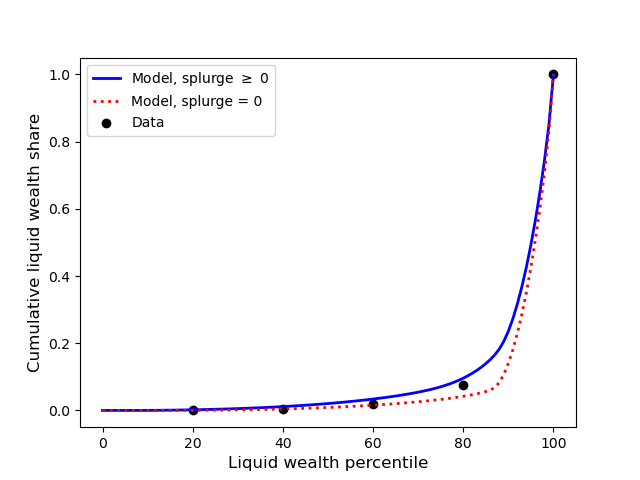 Model, splurge ≥ 0
Model, splurge = 0
Data
1.0
0.8
0.6
0.4
0.2
0.0
Cumulative liquid wealth share
0 20 40 60 80 100
Liquid wealth percentile